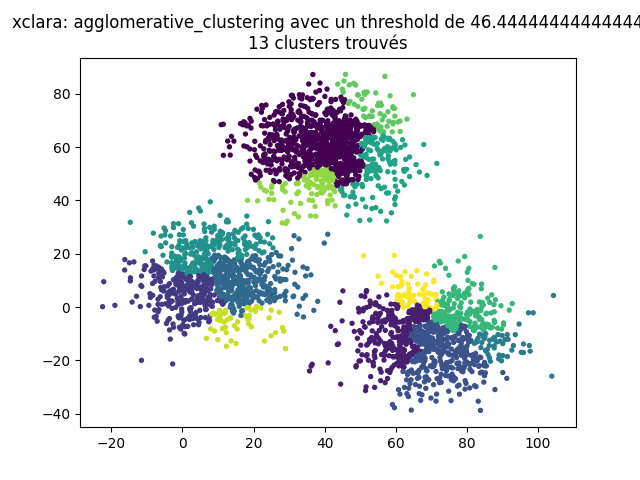 xclara: agglomerative_clustering avec un threshold de 46.44444444444444
13 clusters trouvés
80
60
40
20
0
−20
−40
−20 0 20 40 60 80 100